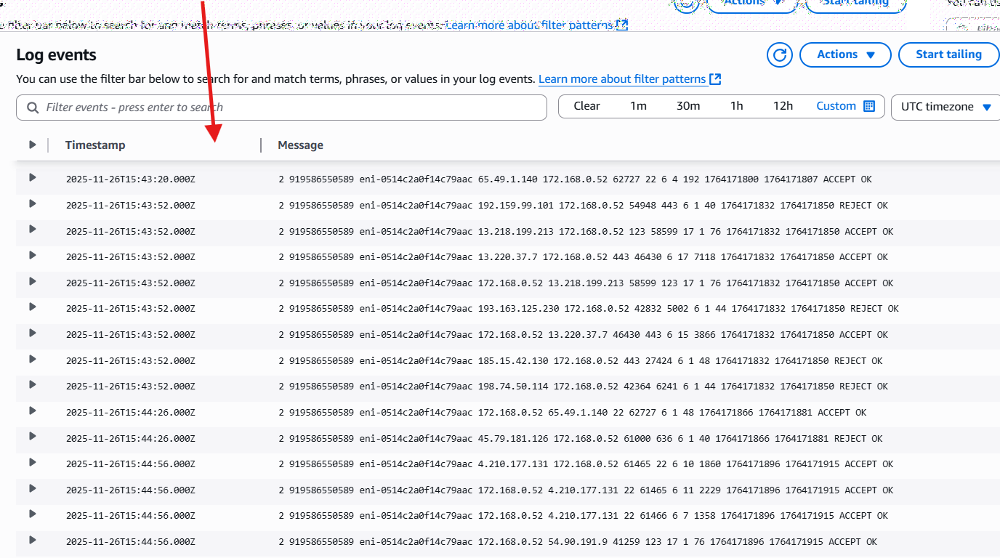 Actions ▼ Start tailing You can us
filter bar below to search for and match terms, phrases, or values in your log events. Learn more about filter patterns
Log events
Actions ▼ Start tailing
You can use the filter bar below to search for and match terms, phrases, or values in your log events. Learn more about filter patterns
Filter events - press enter to search
Clear 1m 30m 1h 12h Custom UTC timezone ▼
Timestamp Message
2025-11-26T15:43:20.000Z 2 919586550589 eni-0514c2a0f14c79aac 65.49.1.140 172.168.0.52 62727 22 6 4 192 1764171800 1764171807 ACCEPT OK
2025-11-26T15:43:52.000Z 2 919586550589 eni-0514c2a0f14c79aac 192.159.99.101 172.168.0.52 54948 443 6 1 40 1764171832 1764171850 REJECT OK
2025-11-26T15:43:52.000Z 2 919586550589 eni-0514c2a0f14c79aac 13.218.199.213 172.168.0.52 123 58599 17 1 76 1764171832 1764171850 ACCEPT OK
2025-11-26T15:43:52.000Z 2 919586550589 eni-0514c2a0f14c79aac 13.220.37.7 172.168.0.52 443 46430 6 17 7118 1764171832 1764171850 ACCEPT OK
2025-11-26T15:43:52.000Z 2 919586550589 eni-0514c2a0f14c79aac 172.168.0.52 13.218.199.213 58599 123 17 1 76 1764171832 1764171850 ACCEPT OK
2025-11-26T15:43:52.000Z 2 919586550589 eni-0514c2a0f14c79aac 193.163.125.230 172.168.0.52 42832 5002 6 1 44 1764171832 1764171850 REJECT OK
2025-11-26T15:43:52.000Z 2 919586550589 eni-0514c2a0f14c79aac 172.168.0.52 13.220.37.7 46430 443 6 15 3866 1764171832 1764171850 ACCEPT OK
2025-11-26T15:43:52.000Z 2 919586550589 eni-0514c2a0f14c79aac 185.15.42.130 172.168.0.52 443 27424 6 1 48 1764171832 1764171850 REJECT OK
2025-11-26T15:43:52.000Z 2 919586550589 eni-0514c2a0f14c79aac 198.74.50.114 172.168.0.52 42364 6241 6 1 44 1764171832 1764171850 REJECT OK
2025-11-26T15:44:26.000Z 2 919586550589 eni-0514c2a0f14c79aac 172.168.0.52 65.49.1.140 22 62727 6 1 48 1764171866 1764171881 ACCEPT OK
2025-11-26T15:44:26.000Z 2 919586550589 eni-0514c2a0f14c79aac 45.79.181.126 172.168.0.52 61000 636 6 1 40 1764171866 1764171881 REJECT OK
2025-11-26T15:44:56.000Z 2 919586550589 eni-0514c2a0f14c79aac 4.210.177.131 172.168.0.52 61465 22 6 10 1860 1764171896 1764171915 ACCEPT OK
2025-11-26T15:44:56.000Z 2 919586550589 eni-0514c2a0f14c79aac 172.168.0.52 4.210.177.131 22 61465 6 11 2229 1764171896 1764171915 ACCEPT OK
2025-11-26T15:44:56.000Z 2 919586550589 eni-0514c2a0f14c79aac 172.168.0.52 4.210.177.131 22 61466 6 7 1358 1764171896 1764171915 ACCEPT OK
2025-11-26T15:44:56.000Z 2 919586550589 eni-0514c2a0f14c79aac 172.168.0.52 54.90.191.9 41259 123 17 1 76 1764171896 1764171915 ACCEPT OK